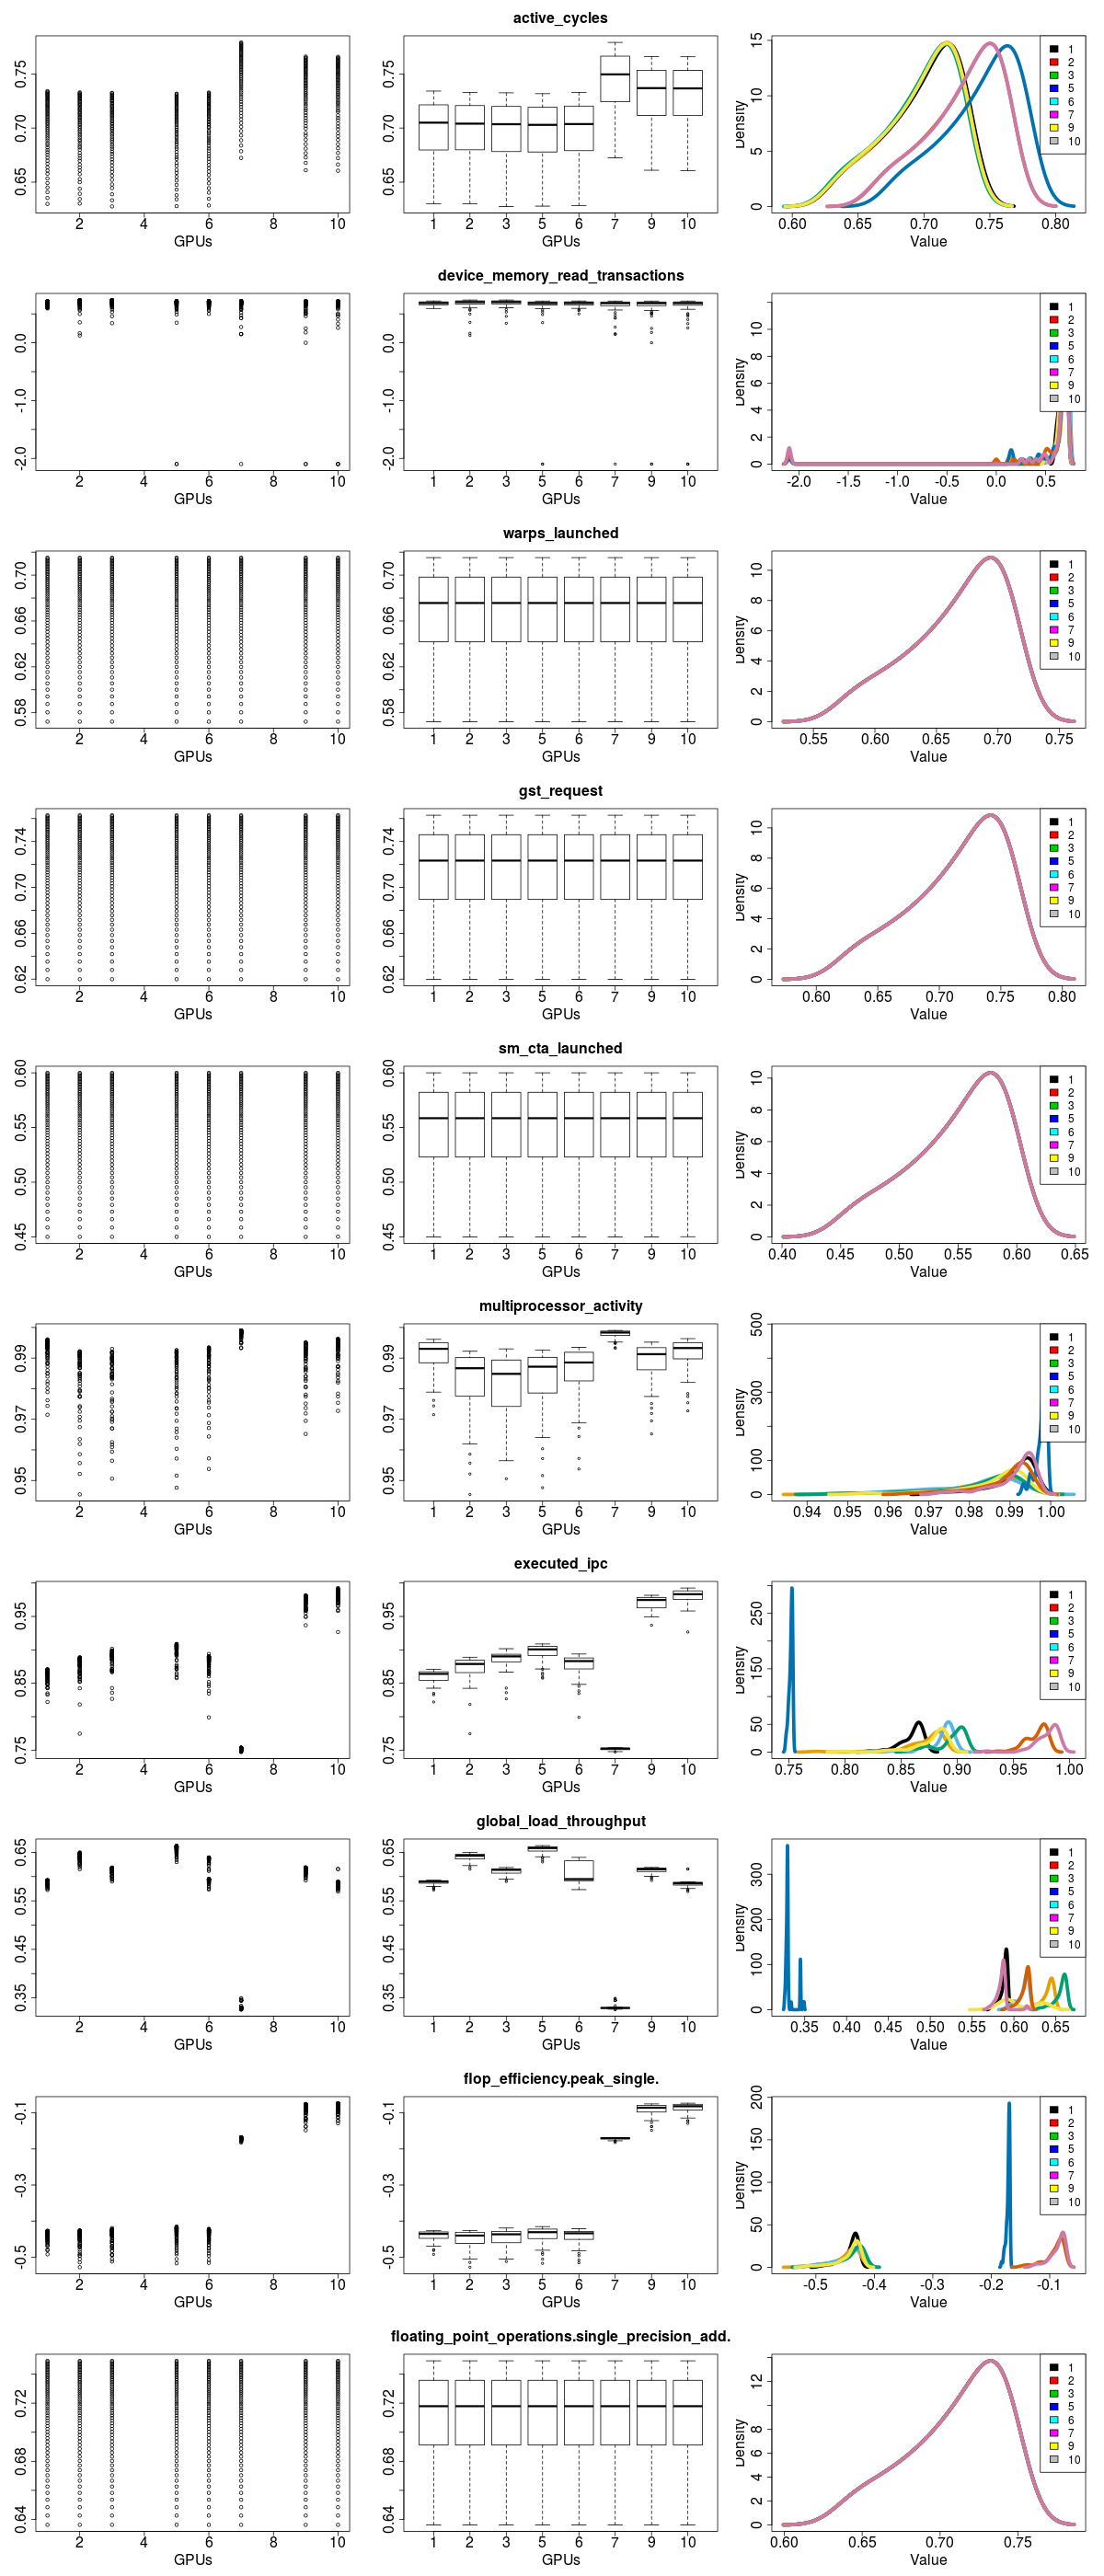 active_cycles
0.75
0.70
0.65
2 4 6 8 10
GPUs
0.75
0.70
0.65
1 2 3 5 6 7 9 10
GPUs
Density
15
10
5
0
0.60 0.65 0.70 0.75 0.80
Value
1
2
3
5
6
7
9
10
device_memory_read_transactions
0.0
-1.0
-2.0
2 4 6 8 10
GPUs
0.0
-1.0
-2.0
1 2 3 5 6 7 9 10
GPUs
Density
10
8
6
4
2
0
-2.0 -1.5 -1.0 -0.5 0.0 0.5
Value
1
2
3
5
6
7
9
10
warps_launched
0.70
0.66
0.62
0.58
2 4 6 8 10
GPUs
0.70
0.66
0.62
0.58
1 2 3 5 6 7 9 10
GPUs
Density
10
8
6
4
2
0
0.55 0.60 0.65 0.70 0.75
Value
1
2
3
5
6
7
9
10
gst_request
0.74
0.70
0.66
0.62
2 4 6 8 10
GPUs
0.74
0.70
0.66
0.62
1 2 3 5 6 7 9 10
GPUs
Density
10
8
6
4
2
0
0.60 0.65 0.70 0.75 0.80
Value
1
2
3
5
6
7
9
10
sm_cta_launched
0.60
0.55
0.50
0.45
2 4 6 8 10
GPUs
0.60
0.55
0.50
0.45
1 2 3 5 6 7 9 10
GPUs
Density
10
8
6
4
2
0
0.40 0.45 0.50 0.55 0.60 0.65
Value
1
2
3
5
6
7
9
10
multiprocessor_activity
0.99
0.97
0.95
2 4 6 8 10
GPUs
0.99
0.97
0.95
1 2 3 5 6 7 9 10
GPUs
Density
500
300
100
0
0.94 0.95 0.96 0.97 0.98 0.99 1.00
Value
1
2
3
5
6
7
9
10
executed_ipc
0.95
0.85
0.75
2 4 6 8 10
GPUs
0.95
0.85
0.75
1 2 3 5 6 7 9 10
GPUs
Density
250
150
50
0
0.75 0.80 0.85 0.90 0.95 1.00
Value
1
2
3
5
6
7
9
10
global_load_throughput
0.65
0.55
0.45
0.35
2 4 6 8 10
GPUs
0.65
0.55
0.45
0.35
1 2 3 5 6 7 9 10
GPUs
Density
300
200
100
0
0.35 0.40 0.45 0.50 0.55 0.60 0.65
Value
1
2
3
5
6
7
9
10
flop_efficiency.peak_single.
-0.1
-0.3
-0.5
2 4 6 8 10
GPUs
-0.1
-0.3
-0.5
1 2 3 5 6 7 9 10
GPUs
Density
200
150
100
50
0
-0.5 -0.4 -0.3 -0.2 -0.1
Value
1
2
3
5
6
7
9
10
floating_point_operations.single_precision_add.
0.72
0.68
0.64
2 4 6 8 10
GPUs
0.72
0.68
0.64
1 2 3 5 6 7 9 10
GPUs
Density
12
8
6
4
2
0
0.60 0.65 0.70 0.75
Value
1
2
3
5
6
7
9
10